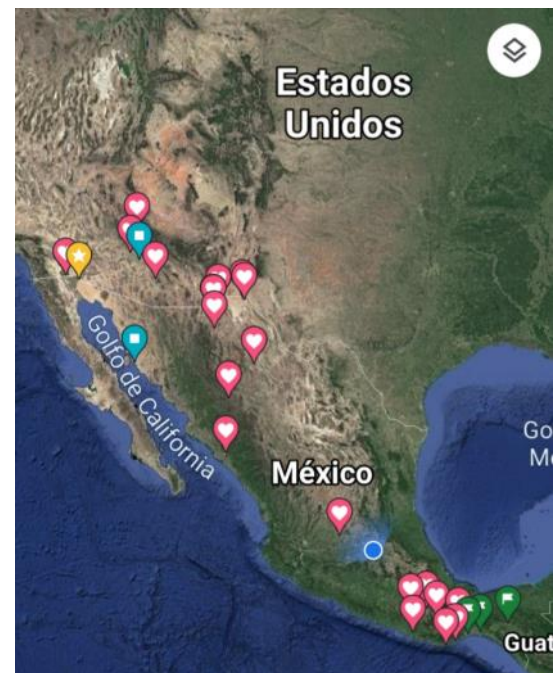 Estados
Unidos
Golfo de California
México
Go
Me
Guat